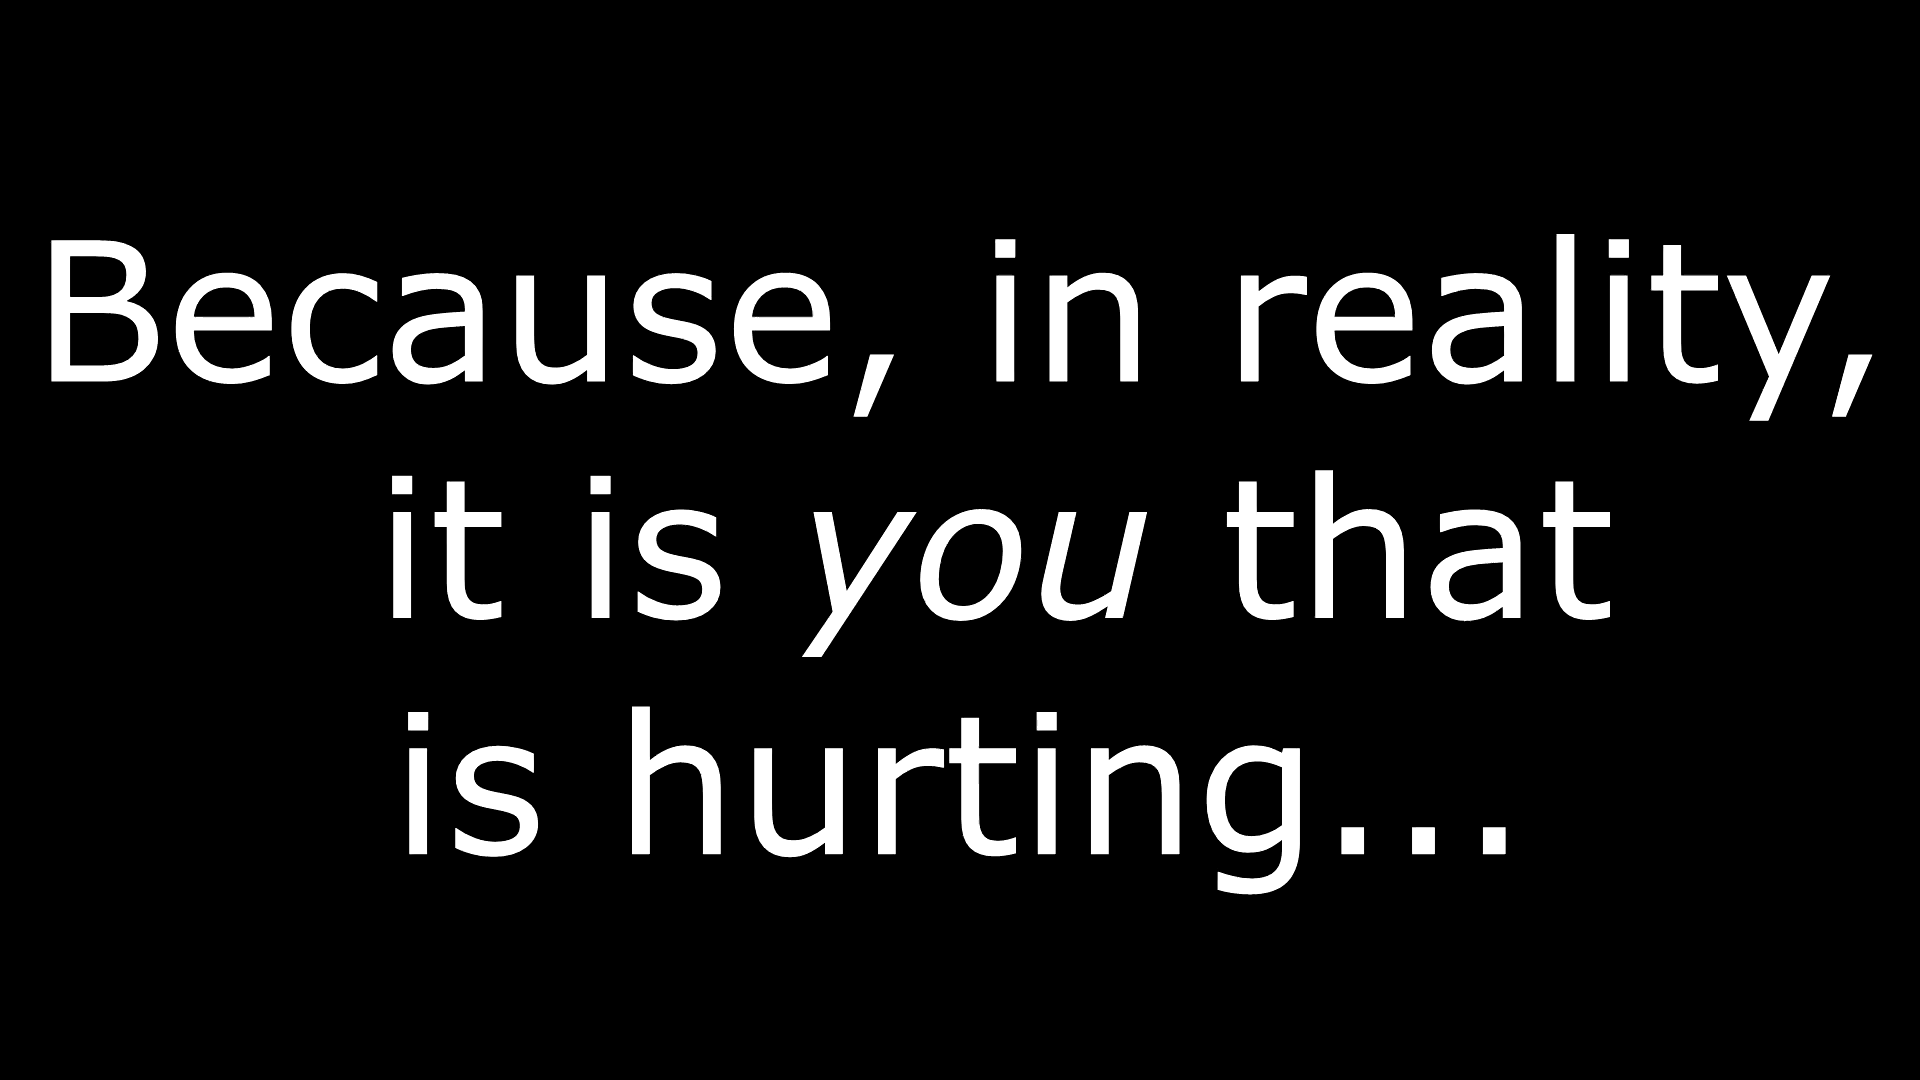 Because, in reality,
it is you that
is hurting...